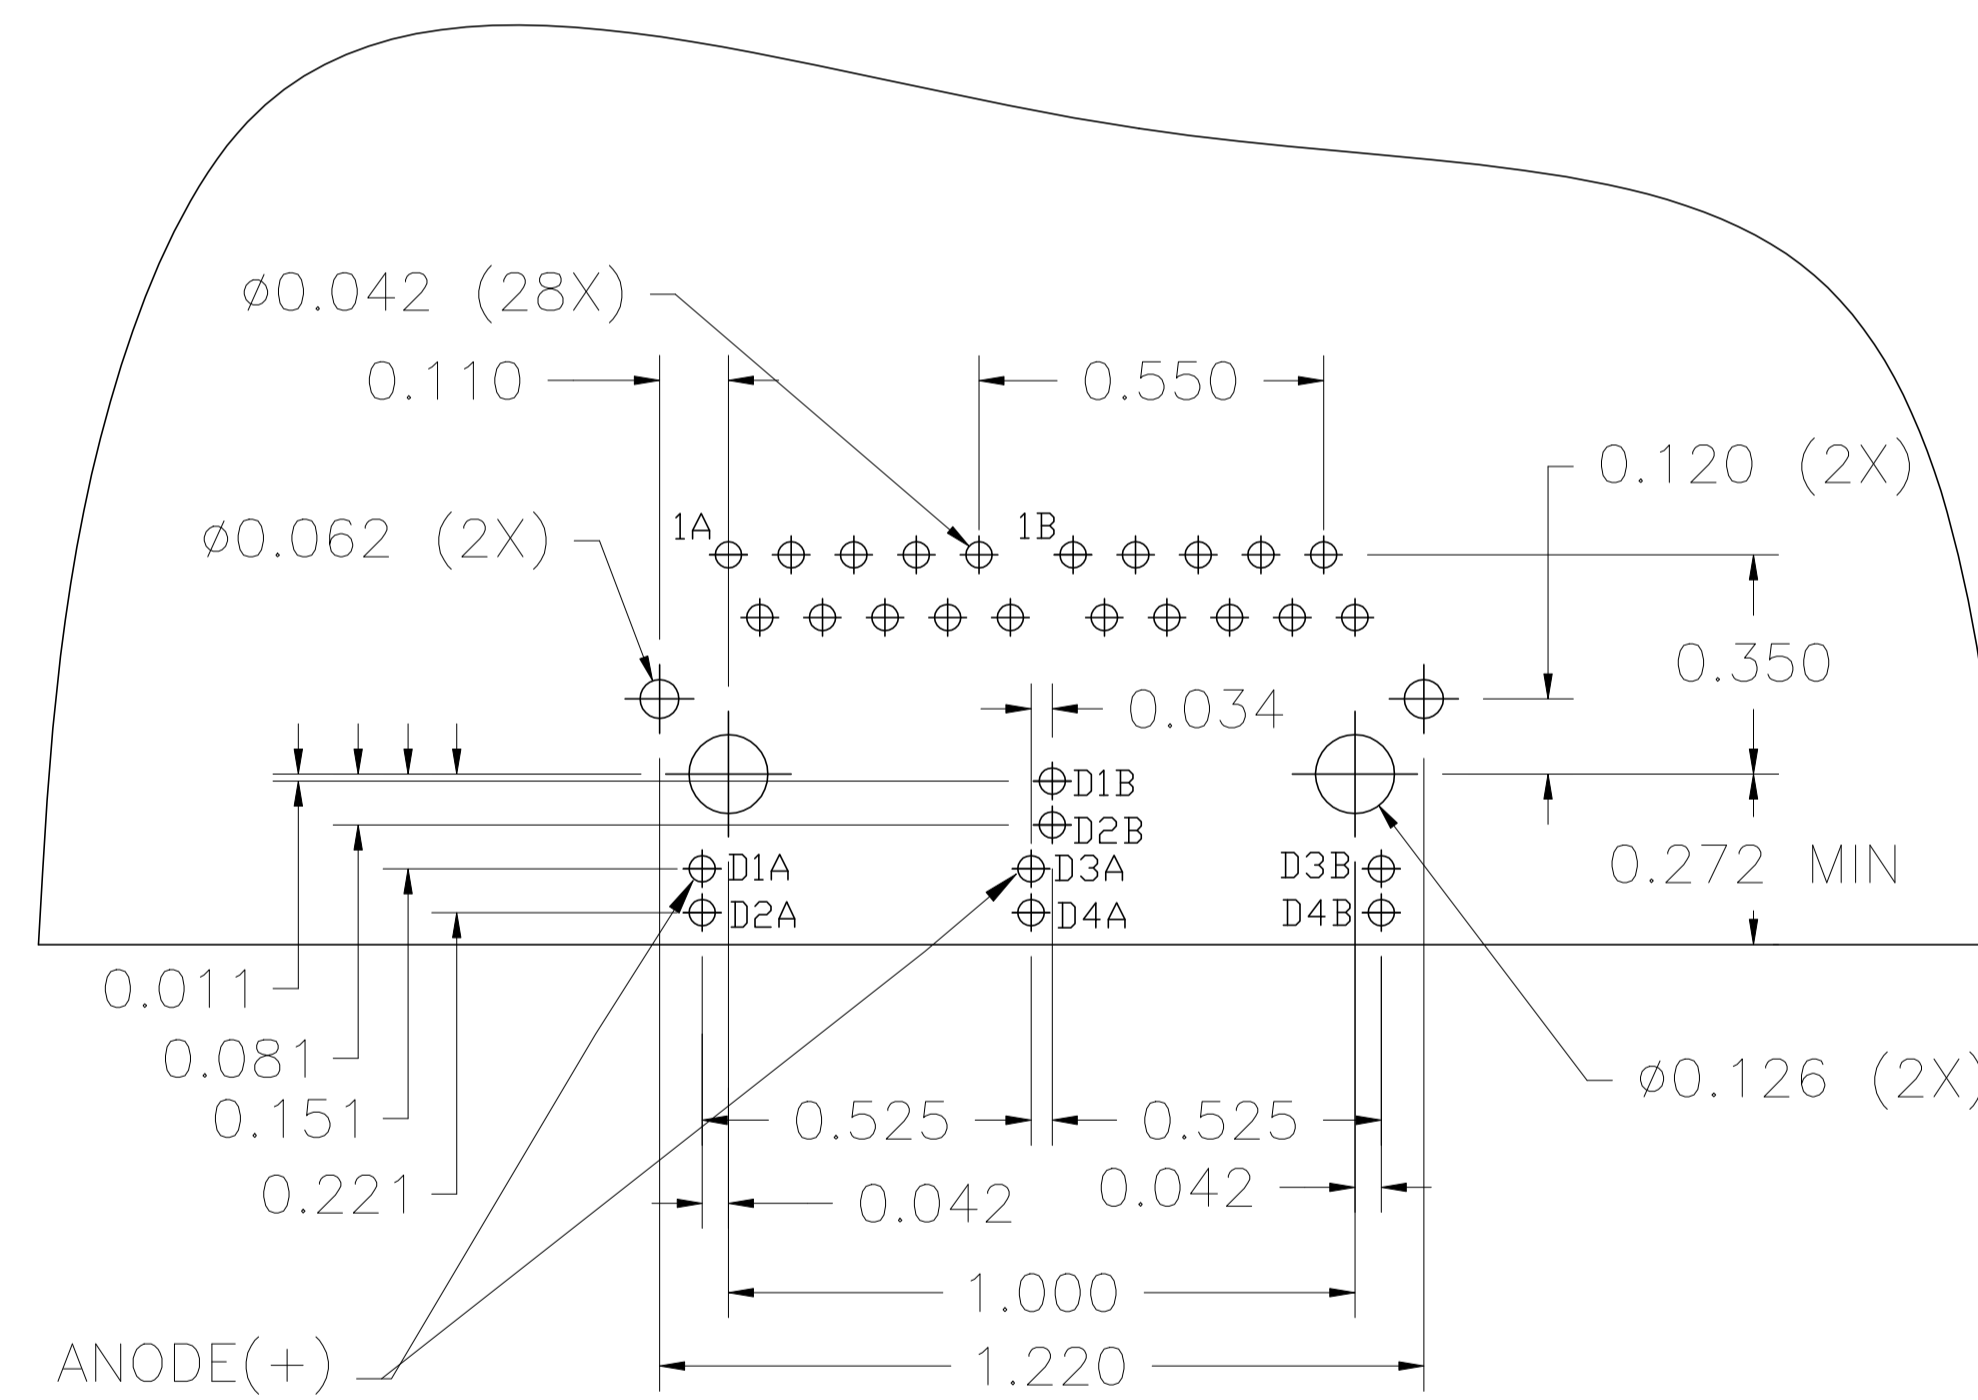 ø0.042 (28X)
0.110
0.550
0.120 (2X)
ø0.062 (2X)
1A
1B
0.350
0.034
D1B
D2B
D1A
D3A
D3B
0.272 MIN
D2A
D4A
D4B
0.011
0.081
ø0.126 (2X)
0.151
0.525
0.525
0.221
0.042
0.042
1.000
ANODE(+)
1.220